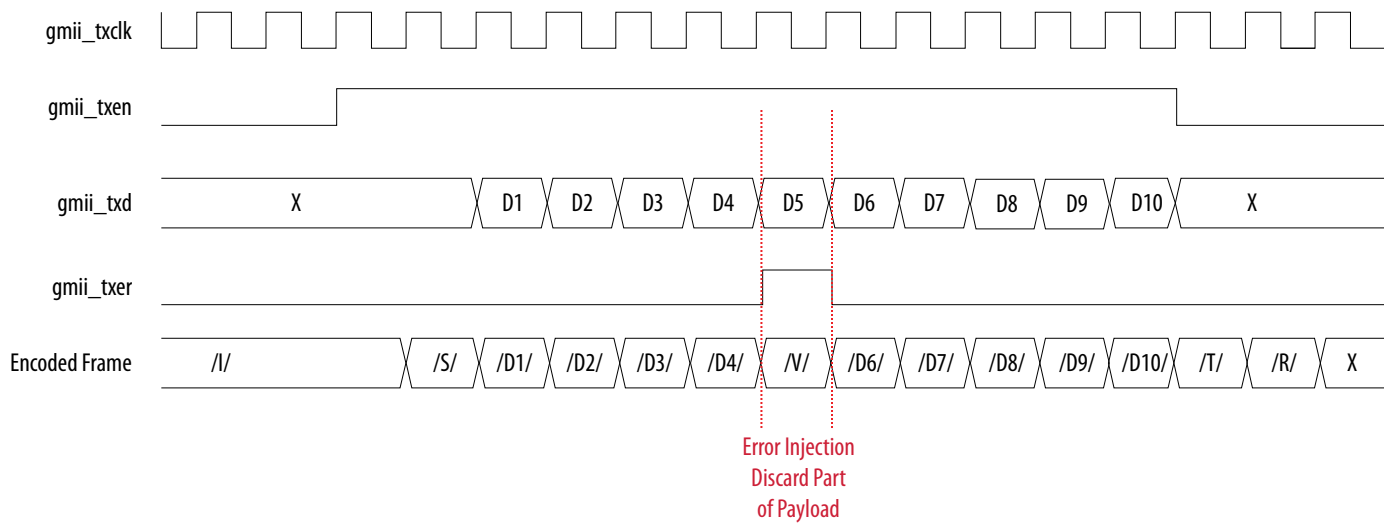 gmii_txclk
gmii_txen
gmii_txd X D1 D2 D3 D4 D5 D6 D7 D8 D9 D10 X
gmii_txer
Encoded Frame /I/ /S/ /D1/ /D2/ /D3/ /D4/ /V/ /D6/ /D7/ /D8/ /D9/ /D10/ /T/ /R/ X
Error Injection
Discard Part
of Payload